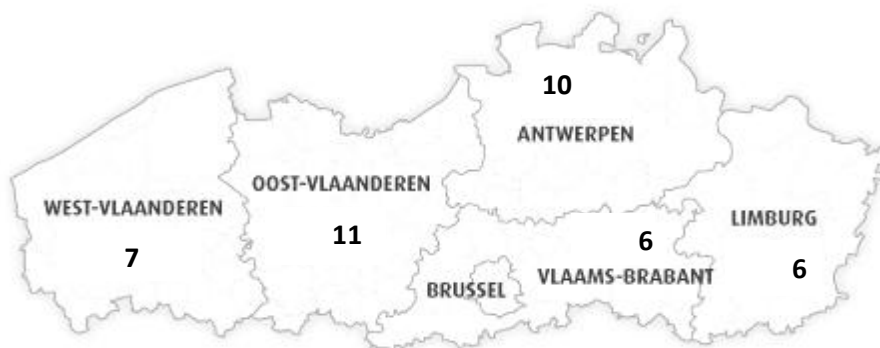 10
ANTWERPEN
OOST-VLAANDEREN
WEST-VLAANDEREN
LIMBURG
11
6
7
6
VLAAMS-BRABANT
BRUSSEL